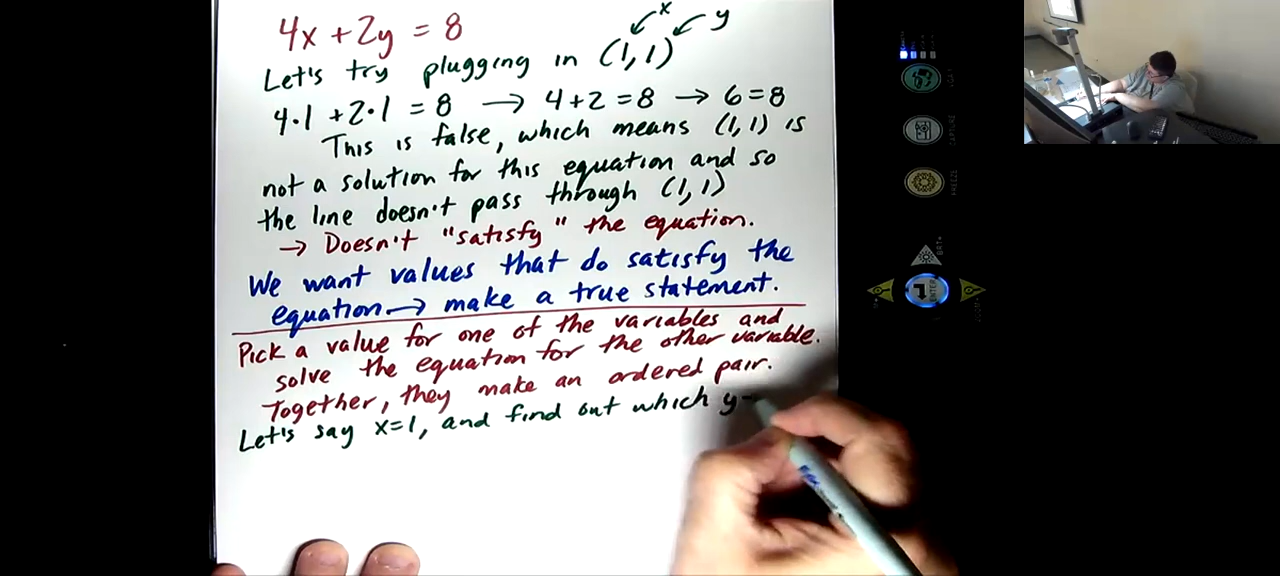 4x + 2y = 8
x y
Let's try plugging in (1, 1)
4·1 + 2·1 = 8 → 4 + 2 = 8 → 6 = 8
This is false, which means (1, 1) is
not a solution for this equation and so
the line doesn't pass through (1, 1)
→ Doesn't "satisfy" the equation.
We want values that do satisfy the
equation → make a true statement.
Pick a value for one of the variables and
solve the equation for the other variable.
Together, they make an ordered pair.
Let's say x=1, and find out which y-
CAPTURE
FREEZE
ENTER